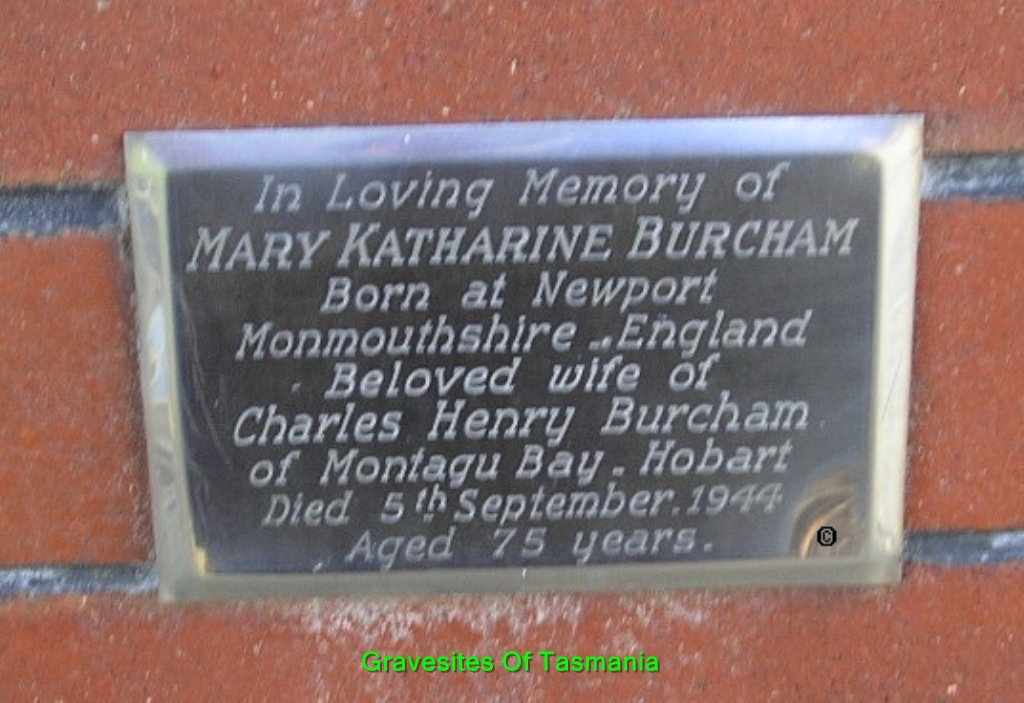 In Loving Memory of
MARY KATHARINE BURCHAM
Born at Newport
Monmouthshire - England
Beloved wife of
Charles Henry Burcham
of Montagu Bay - Hobart
Died 5th September. 1944
Aged 75 years.
©
Gravesites Of Tasmania